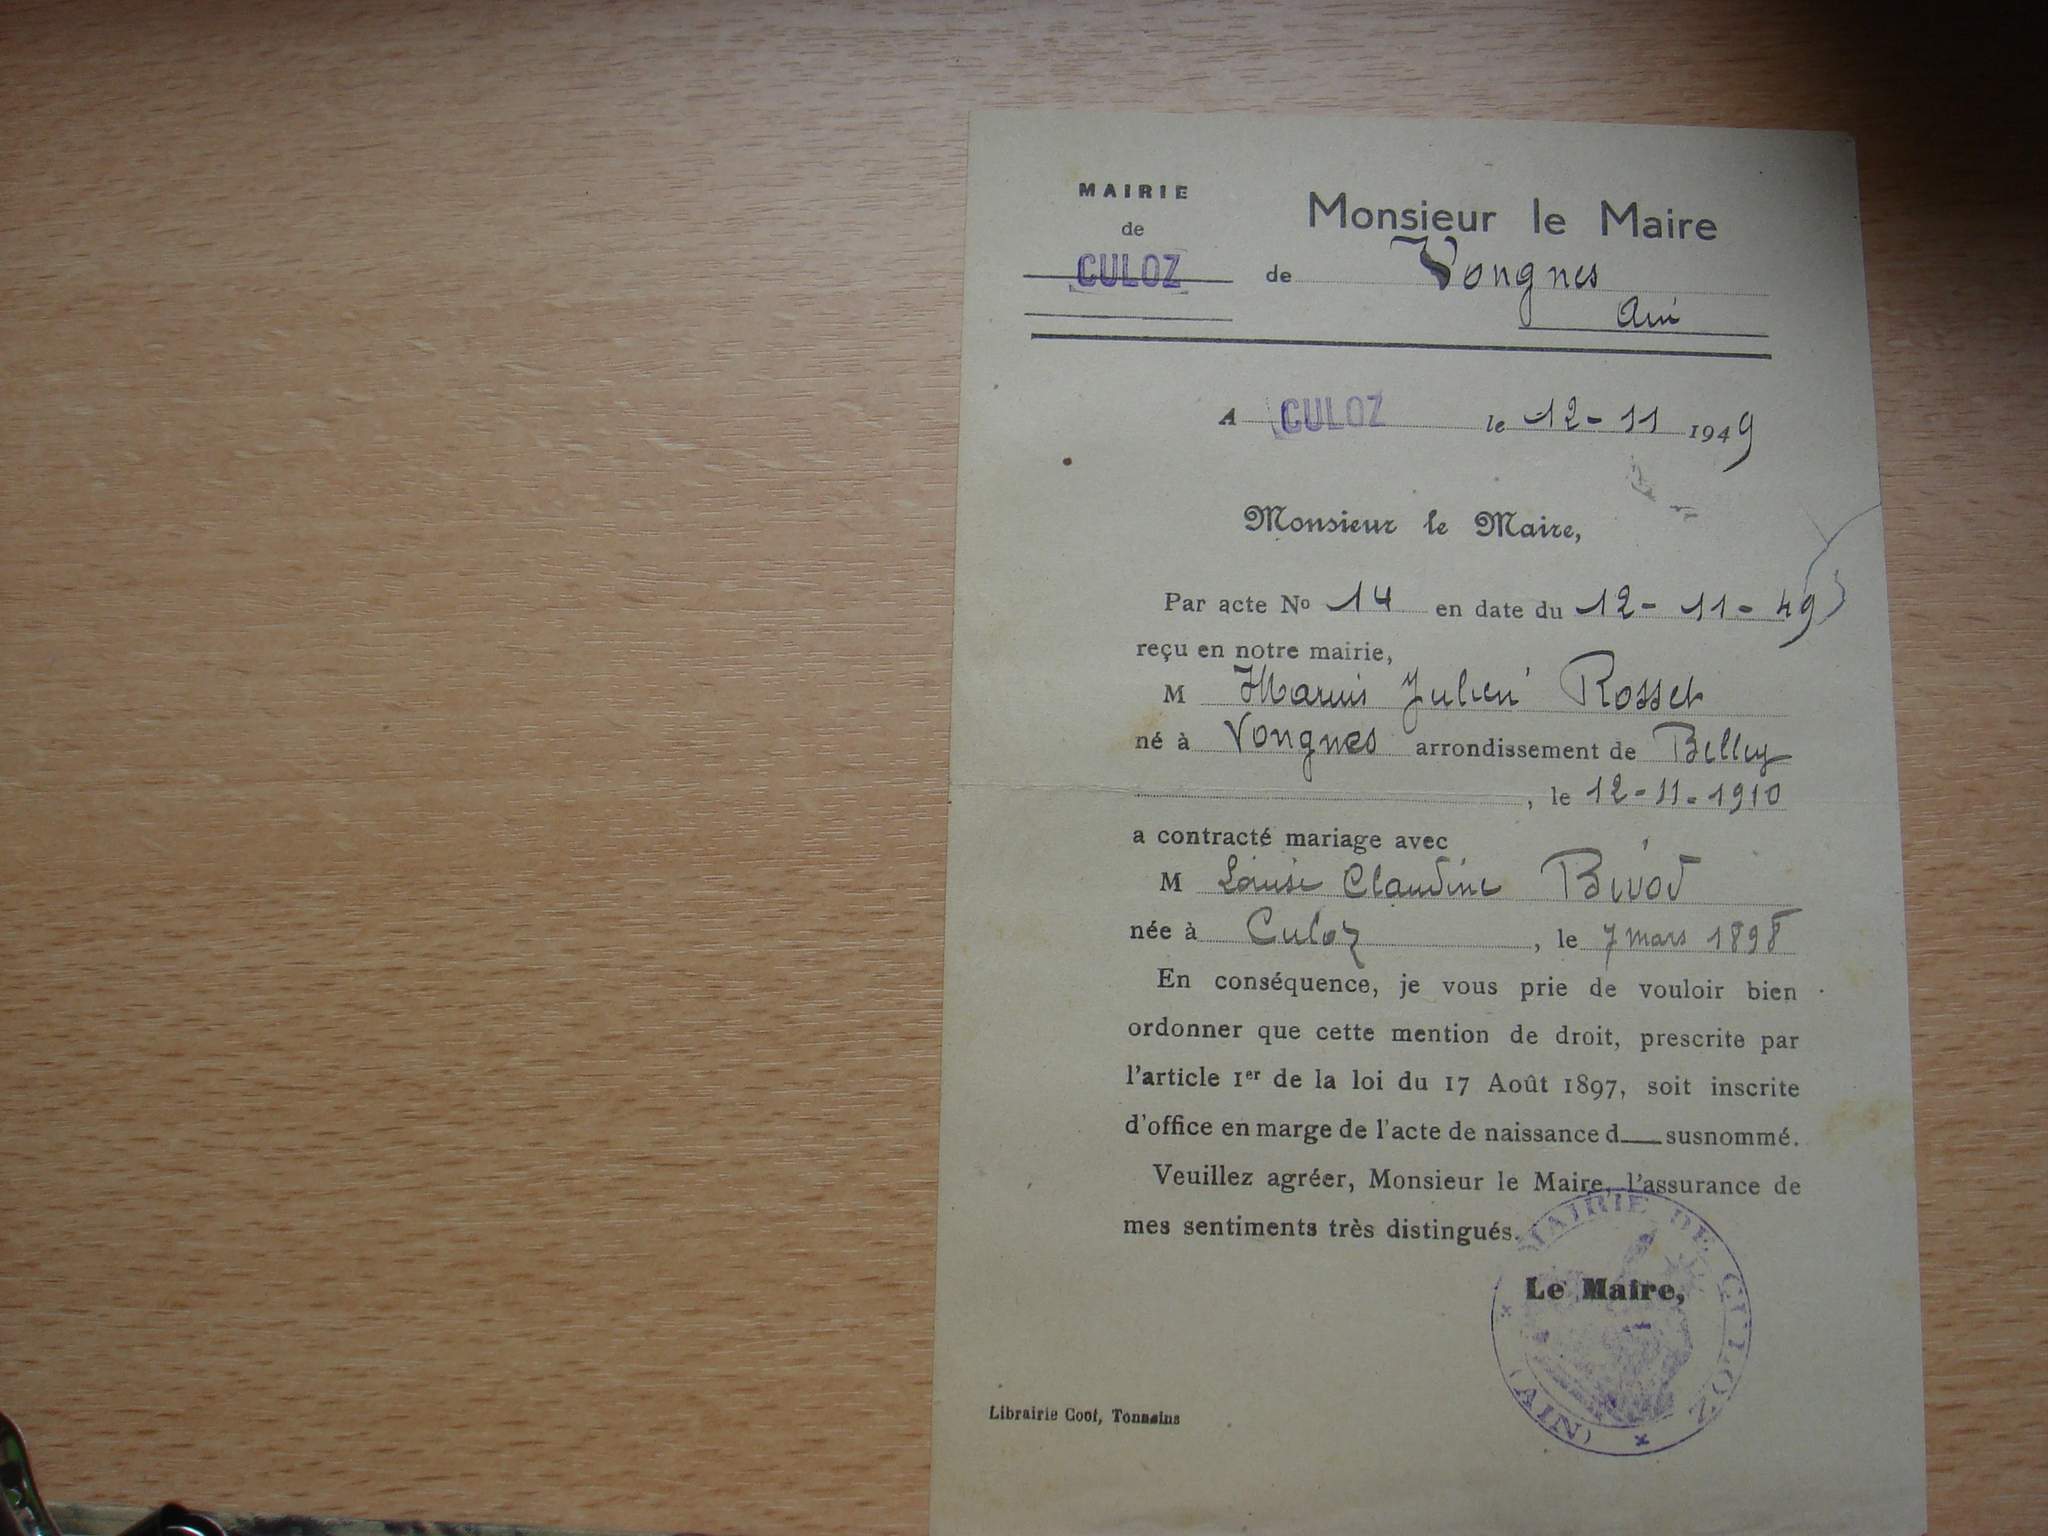 MAIRIE
de
CULOZ
Monsieur le Maire
de Vongnes
Ain
A CULOZ le 12-11 1949
Monsieur le Maire,
Par acte Nº 14 en date du 12-11-49
reçu en notre mairie,
M Marius Julien Rosset
né à Vongnes arrondissement de Belley
, le 12-11-1910
a contracté mariage avec
M Louise Claudine
née à Culoz, le 7 mars 1898
En conséquence, je vous prie de vouloir bien
ordonner que cette mention de droit, prescrite par
l'article 1er de la loi du 17 Août 1897, soit inscrite
d'office en marge de l'acte de naissance d__ susnommé.
Veuillez agréer, Monsieur le Maire, l'assurance de
mes sentiments très distingués.
Le Maire,
MAIRIE DE CULOZ
(AIN)
Librairie Coof, Tonneins